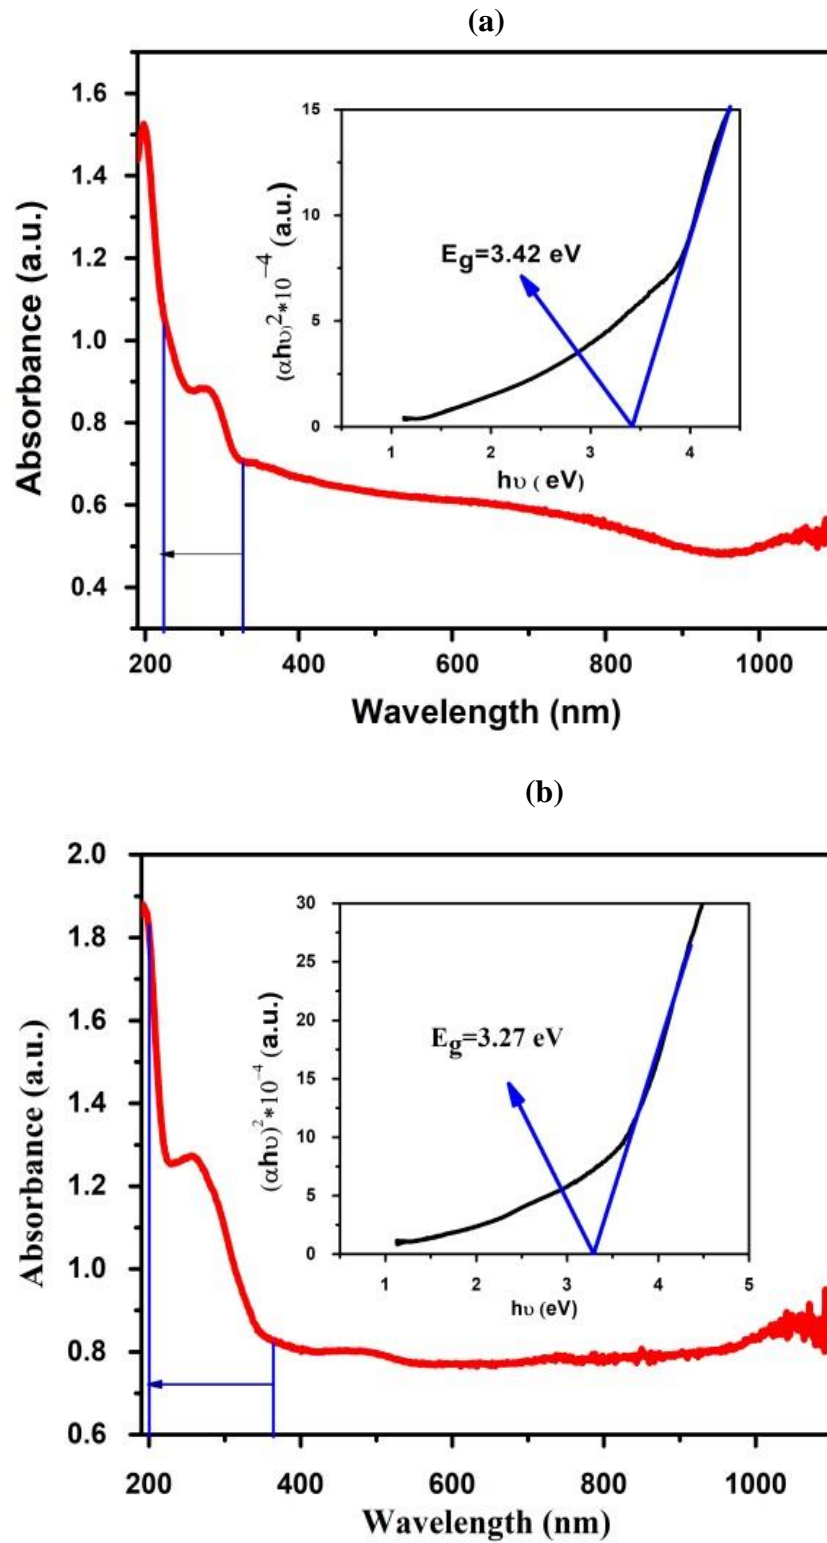 (a)
1.6
1.4
1.2
1.0
0.8
0.6
0.4
Absorbance (a.u.)
200 400 600 800 1000
Wavelength (nm)
15
10
5
0
(αhυ)2*10−4 (a.u.)
Eg=3.42 eV
1 2 3 4
hυ ( eV)
(b)
2.0
1.8
1.6
1.4
1.2
1.0
0.8
0.6
Absorbance (a.u.)
200 400 600 800 1000
Wavelength (nm)
30
25
20
15
10
5
0
(αhυ)2*10−4 (a.u.)
Eg=3.27 eV
1 2 3 4 5
hυ (eV)